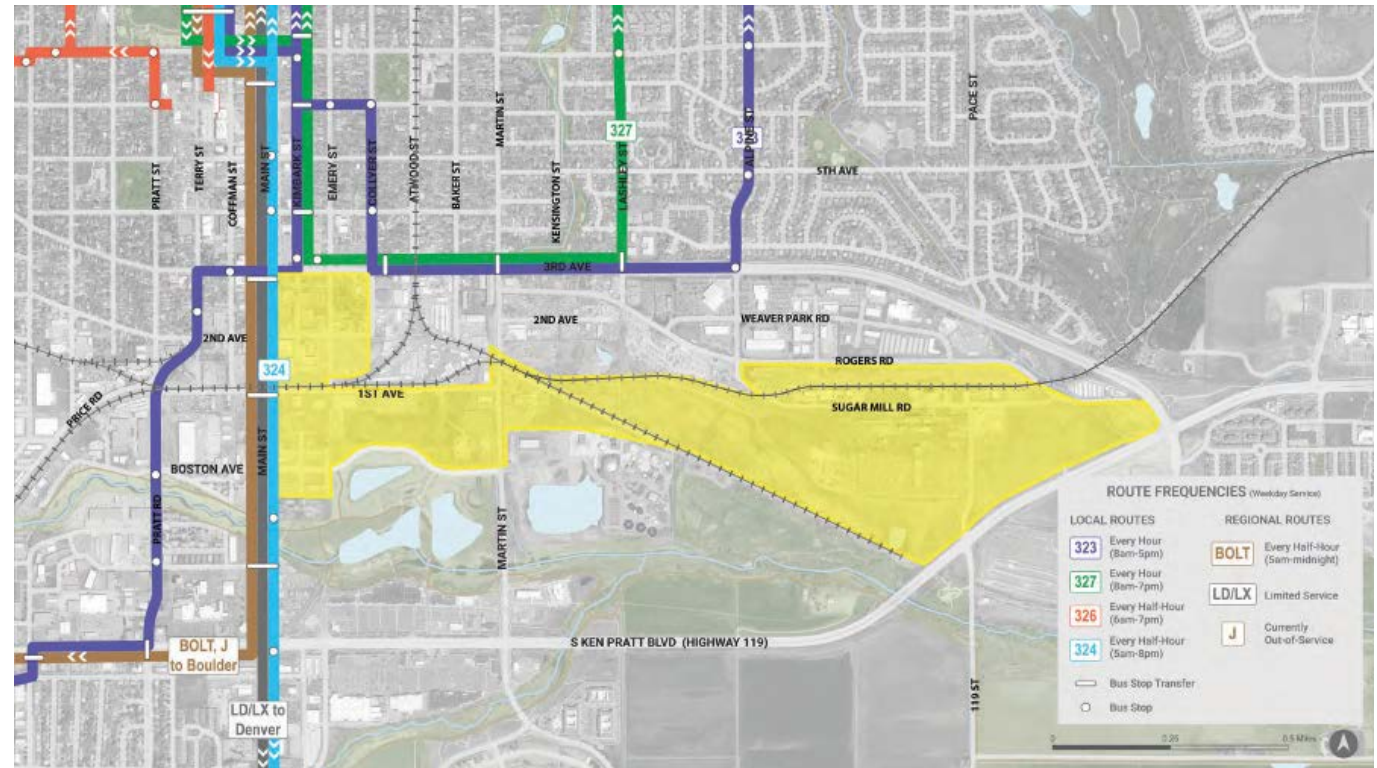 327
323
PACE ST
MARTIN ST
ALPINE ST
5TH AVE
PRATT ST
TERRY ST
COFFMAN ST
MAIN ST
KIMBARK ST
EMERY ST
COLLYER ST
ATWOOD ST
BAKER ST
KENSINGTON ST
LASHLEY ST
3RD AVE
2ND AVE
2ND AVE
WEAVER PARK RD
324
ROGERS RD
1ST AVE
PRICE RD
SUGAR MILL RD
MAIN ST
BOSTON AVE
PRATT RD
MARTIN ST
S KEN PRATT BLVD (HIGHWAY 119)
BOLT, J
to Boulder
LD/LX to
Denver
119 ST
ROUTE FREQUENCIES (Weekday Service)
LOCAL ROUTES
323 Every Hour
(8am-5pm)
327 Every Hour
(8am-7pm)
326 Every Half-Hour
(6am-7pm)
324 Every Half-Hour
(5am-8pm)
Bus Stop Transfer
Bus Stop
REGIONAL ROUTES
BOLT Every Half-Hour
(5am-midnight)
LD/LX Limited Service
J Currently
Out-of-Service
0 0.25 0.5 Miles